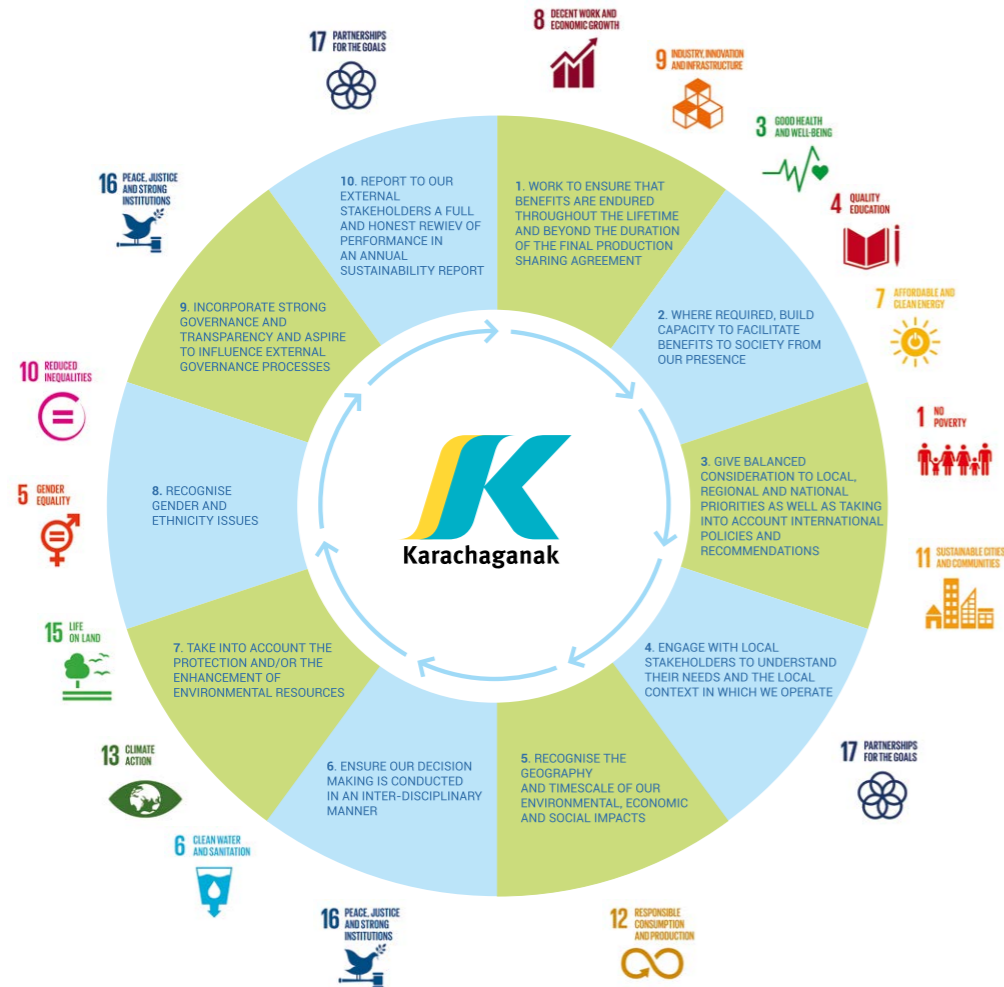 8 DECENT WORK AND
ECONOMIC GROWTH
17 PARTNERSHIPS
FOR THE GOALS
9 INDUSTRY, INNOVATION
AND INFRASTRUCTURE
3 GOOD HEALTH
AND WELL-BEING
16 PEACE, JUSTICE
AND STRONG
INSTITUTIONS
10. REPORT TO OUR
EXTERNAL
STAKEHOLDERS A FULL
AND HONEST REWIEV OF
PERFORMANCE IN
AN ANNUAL
SUSTAINABILITY REPORT
1. WORK TO ENSURE THAT
BENEFITS ARE ENDURED
THROUGHOUT THE LIFETIME
AND BEYOND THE DURATION
OF THE FINAL PRODUCTION
SHARING AGREEMENT
4 QUALITY
EDUCATION
7 AFFORDABLE AND
CLEAN ENERGY
9. INCORPORATE STRONG
GOVERNANCE AND
TRANSPARENCY AND ASPIRE
TO INFLUENCE EXTERNAL
GOVERNANCE PROCESSES
2. WHERE REQUIRED, BUILD
CAPACITY TO FACILITATE
BENEFITS TO SOCIETY FROM
OUR PRESENCE
10 REDUCED
INEQUALITIES
1 NO
POVERTY
5 GENDER
EQUALITY
8. RECOGNISE
GENDER AND
ETHNICITY ISSUES
Karachaganak
3. GIVE BALANCED
CONSIDERATION TO LOCAL,
REGIONAL AND NATIONAL
PRIORITIES AS WELL AS TAKING
INTO ACCOUNT INTERNATIONAL
POLICIES AND
RECOMMENDATIONS
11 SUSTAINABLE CITIES
AND COMMUNITIES
15 LIFE
ON LAND
7. TAKE INTO ACCOUNT THE
PROTECTION AND/OR THE
ENHANCEMENT OF
ENVIRONMENTAL RESOURCES
4. ENGAGE WITH LOCAL
STAKEHOLDERS TO UNDERSTAND
THEIR NEEDS AND THE LOCAL
CONTEXT IN WHICH WE OPERATE
13 CLIMATE
ACTION
6. ENSURE OUR DECISION
MAKING IS CONDUCTED
IN AN INTER-DISCIPLINARY
MANNER
5. RECOGNISE THE
GEOGRAPHY
AND TIMESCALE OF OUR
ENVIRONMENTAL, ECONOMIC
AND SOCIAL IMPACTS
17 PARTNERSHIPS
FOR THE GOALS
6 CLEAN WATER
AND SANITATION
16 PEACE, JUSTICE
AND STRONG
INSTITUTIONS
12 RESPONSIBLE
CONSUMPTION
AND PRODUCTION